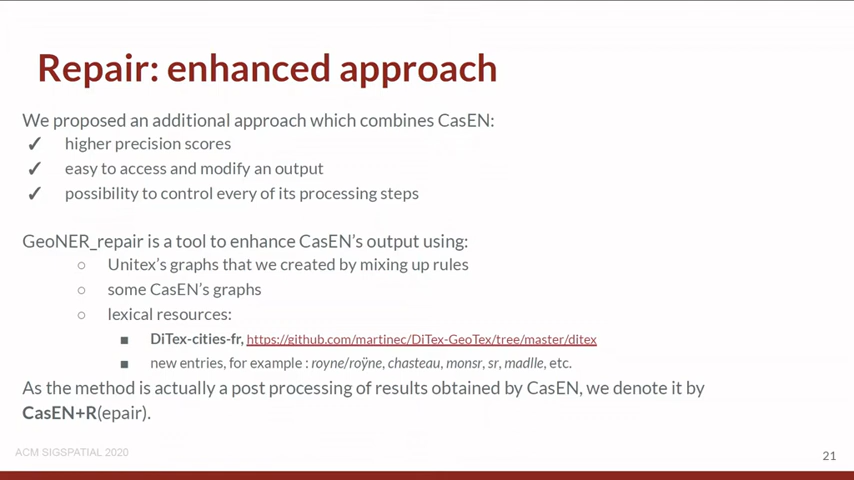 Repair: enhanced approach
We proposed an additional approach which combines CasEN:
✓ higher precision scores
✓ easy to access and modify an output
✓ possibility to control every of its processing steps
GeoNER_repair is a tool to enhance CasEN's output using:
○ Unitex's graphs that we created by mixing up rules
○ some CasEN's graphs
○ lexical resources:
■ DiTex-cities-fr, https://github.com/martinec/DiTex-GeoTex/tree/master/ditex
■ new entries, for example : royne/roÿne, chasteau, monsr, sr, madlle, etc.
As the method is actually a post processing of results obtained by CasEN, we denote it by
CasEN+R(epair).
ACM SIGSPATIAL 2020
21